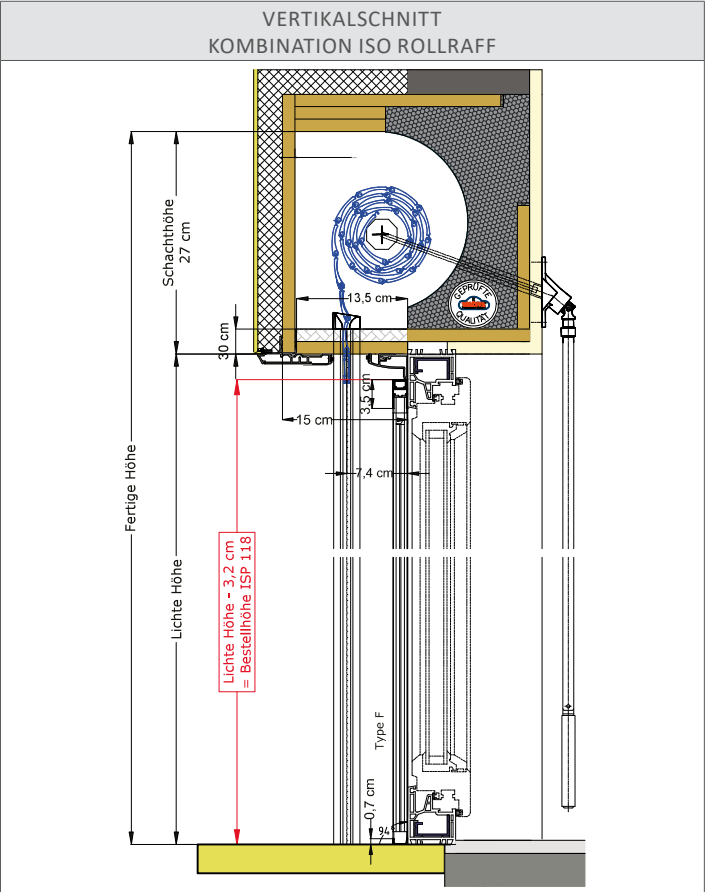 VERTIKALSCHNITT
KOMBINATION ISO ROLLRAFF
Schachthöhe
27 cm
GEPRÜFTE
QUALITÄT
13,5 cm
30 cm
3,5 cm
15 cm
7,4 cm
Fertige Höhe
Lichte Höhe
Lichte Höhe - 3,2 cm
= Bestellhöhe ISP 118
Type F
0,7 cm
94°